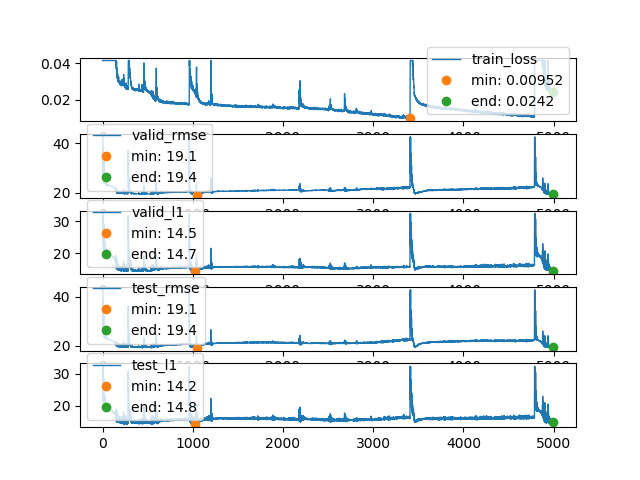 0.04
0.02
train_loss
min: 0.00952
end: 0.0242
40
20
valid_rmse
min: 19.1
end: 19.4
30
20
valid_l1
min: 14.5
end: 14.7
40
20
test_rmse
min: 19.1
end: 19.4
30
20
test_l1
min: 14.2
end: 14.8
0 1000 2000 3000 4000 5000